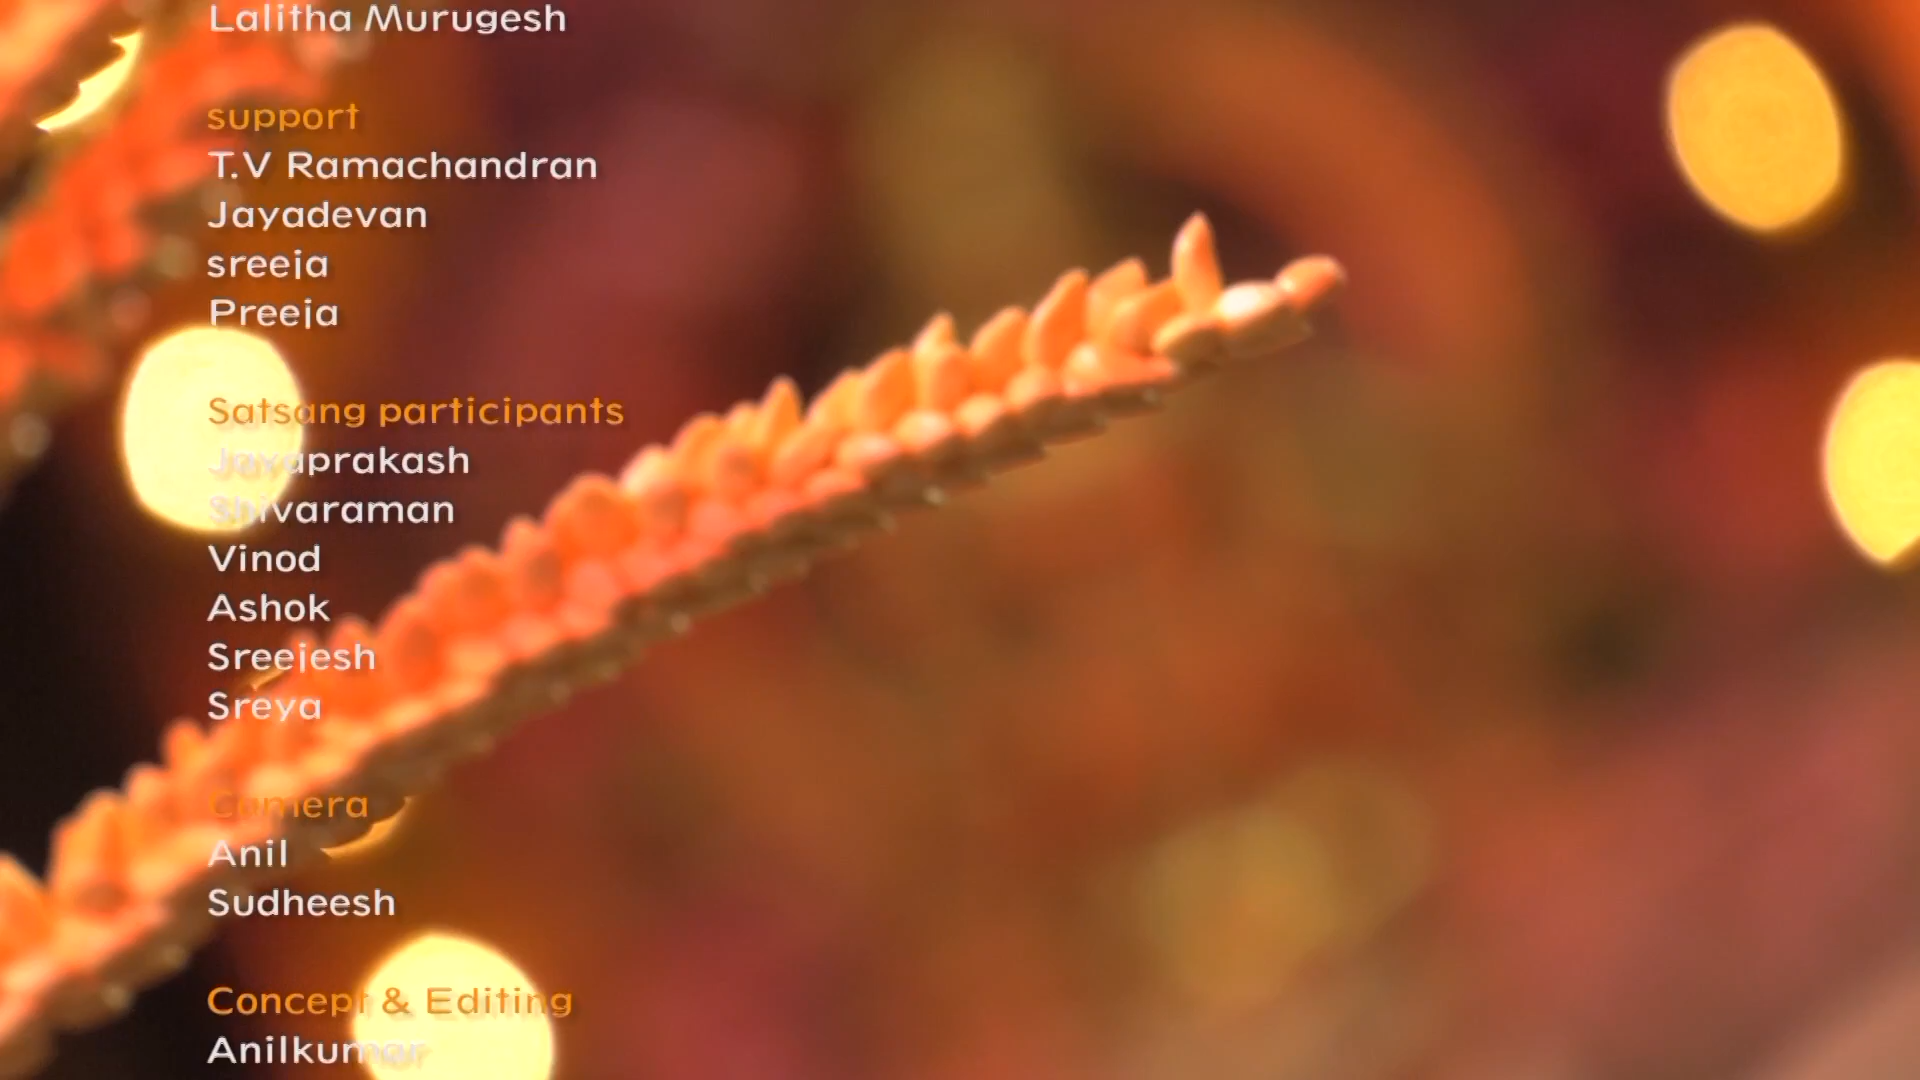 Lalitha Murugesh
support
T.V Ramachandran
Jayadevan
sreeja
Preeja
Satsang participants
Jayaprakash
Shivaraman
Vinod
Ashok
Sreejesh
Sreya
Camera
Anil
Sudheesh
Concept & Editing
Anilkumar